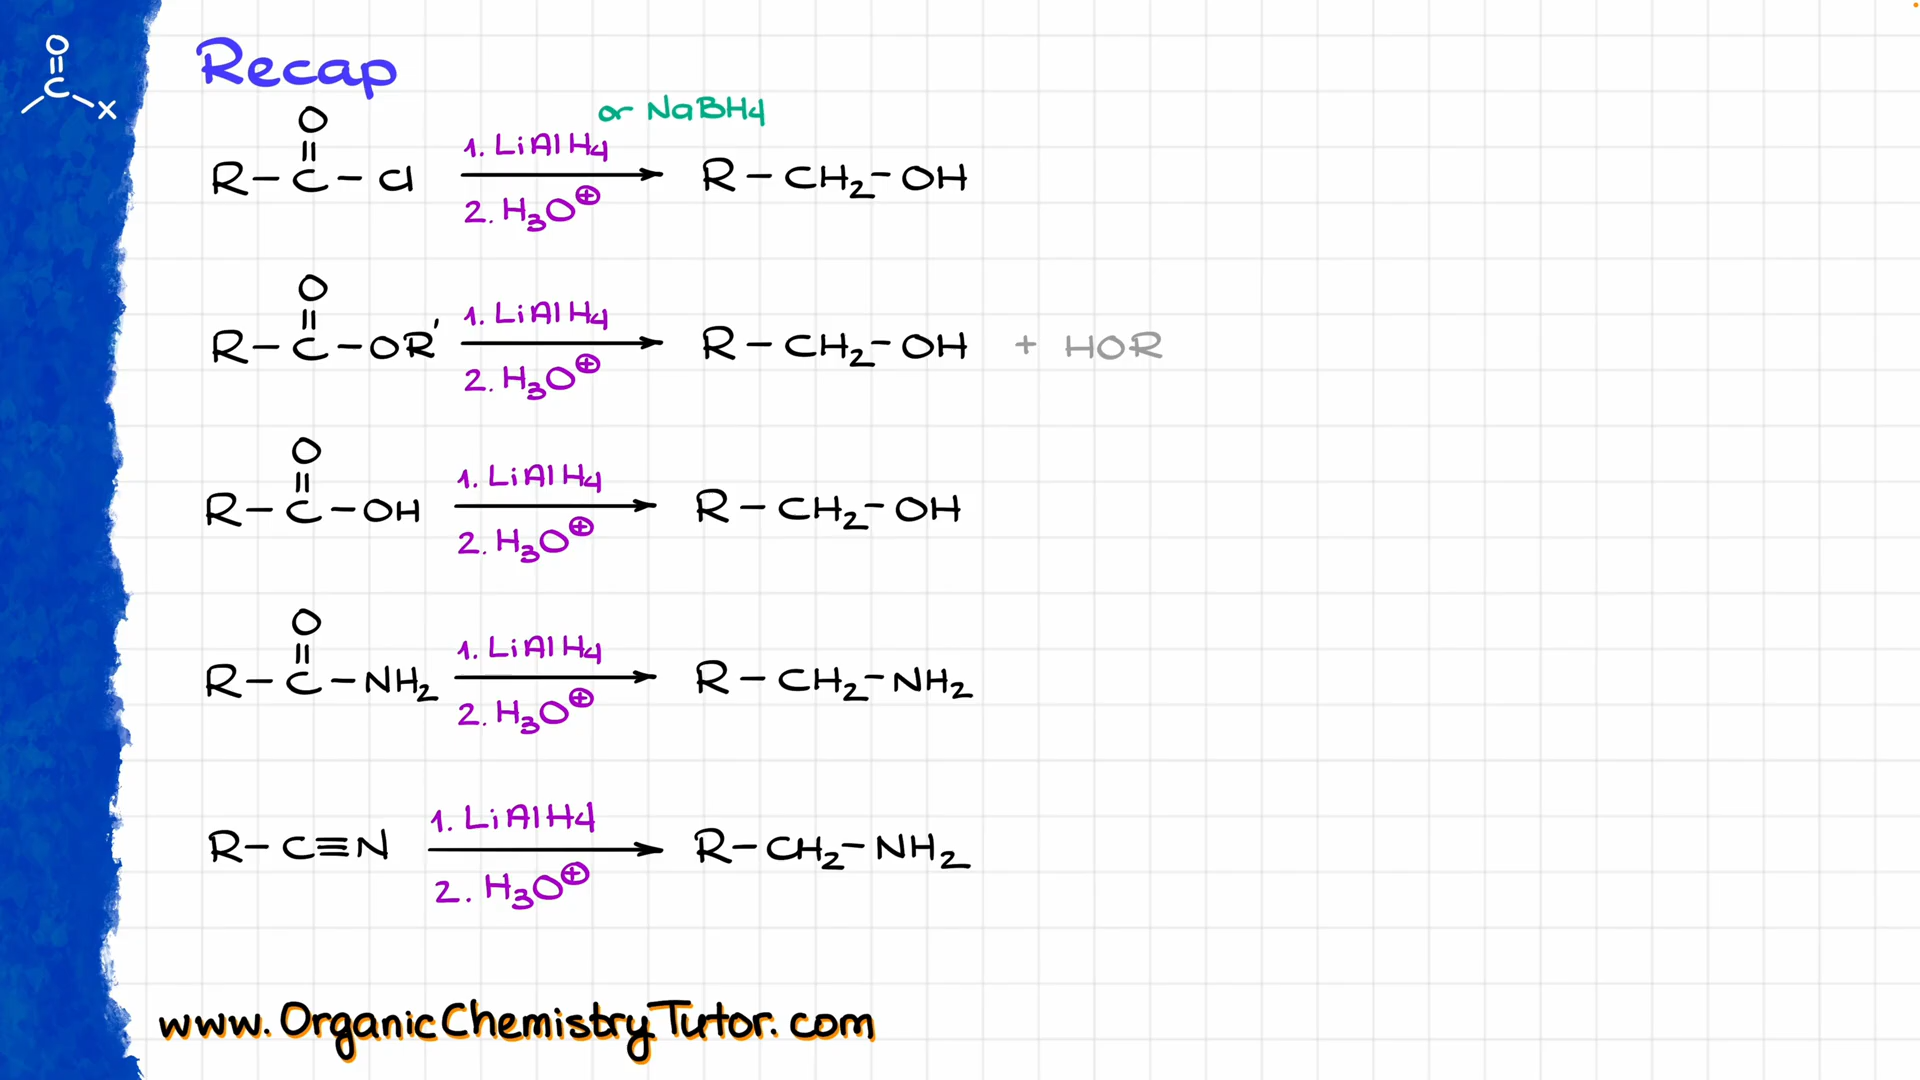 O
C
X
Recap
or NaBH4
O
1. LiAlH4
R-C-Cl → R-CH2-OH
2. H3O⊕
O
1. LiAlH4
R-C-OR' → R-CH2-OH + HOR
2. H3O⊕
O
1. LiAlH4
R-C-OH → R-CH2-OH
2. H3O⊕
O
1. LiAlH4
R-C-NH2 → R-CH2-NH2
2. H3O⊕
1. LiAlH4
R-C≡N → R-CH2-NH2
2. H3O⊕
www.OrganicChemistryTutor.com